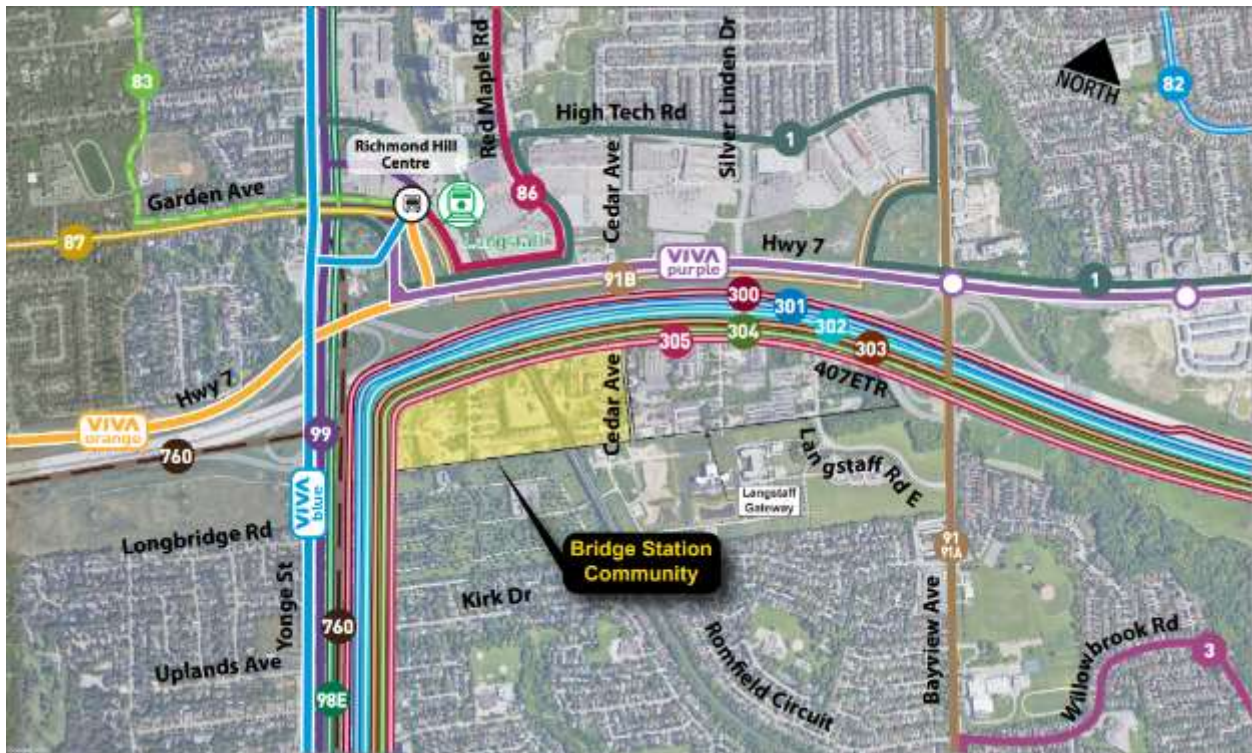 83
Red Maple Rd
Silver Linden Dr
NORTH
82
High Tech Rd
1
Richmond Hill
Centre
Cedar Ave
Garden Ave
86
Langstaff
87
Hwy 7
VIVA
purple
91B
1
300
301
302
303
304
305
407ETR
Hwy 7
VIVA
orange
760
99
Cedar Ave
Langstaff Rd E
VIVA
blue
Langstaff
Gateway
Longbridge Rd
Bridge Station
Community
91
91A
Yonge St
Kirk Dr
760
Romfield Circuit
Bayview Ave
Willowbrook Rd
3
Uplands Ave
98E